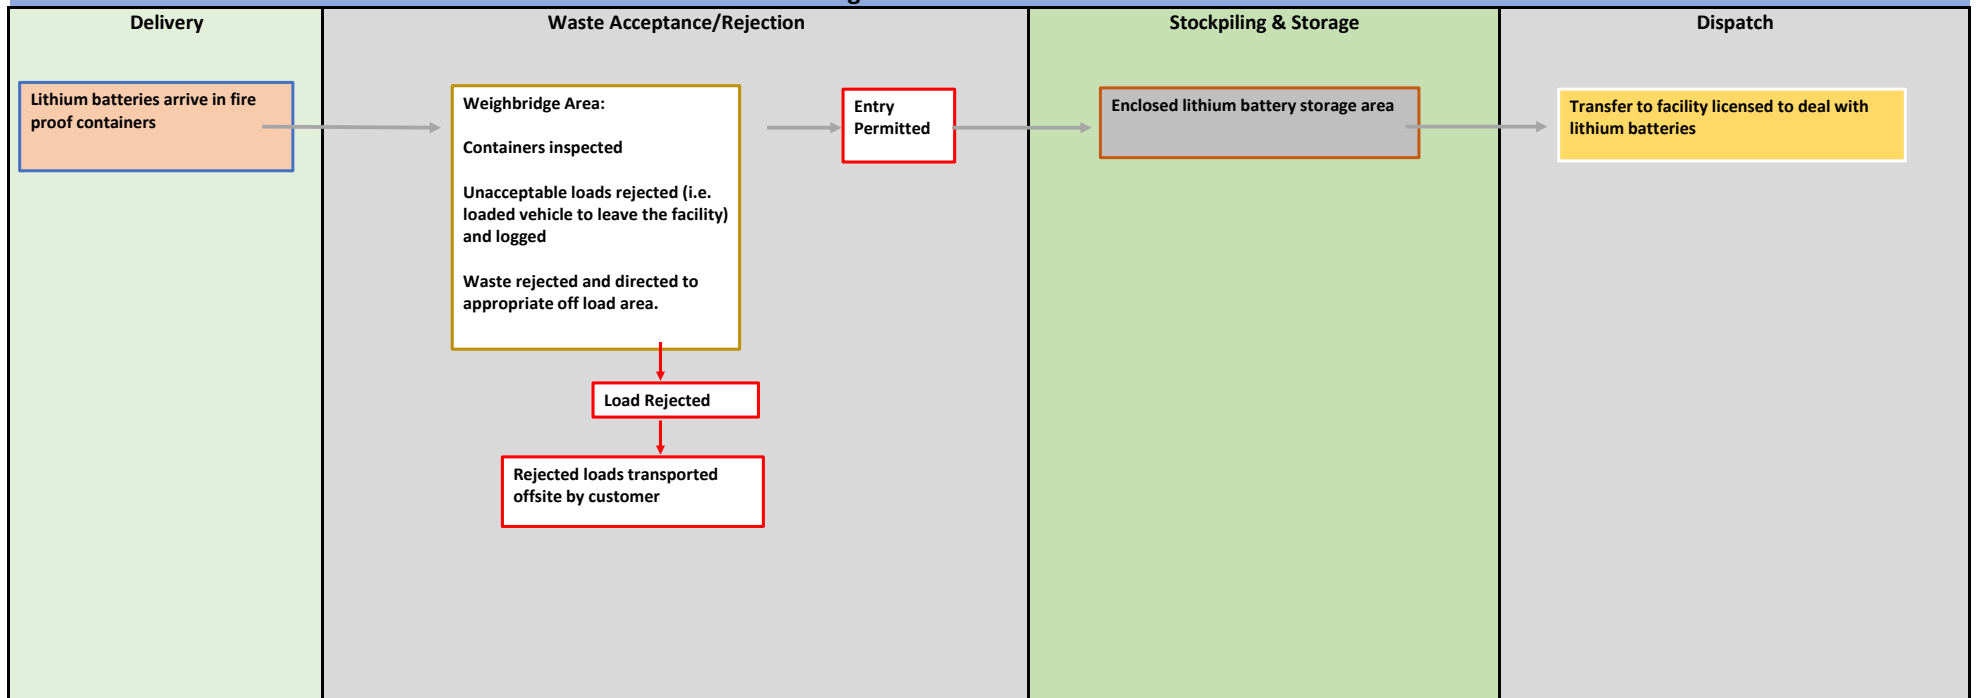 Delivery
Waste Acceptance/Rejection
Stockpiling & Storage
Dispatch
Lithium batteries arrive in fire
proof containers
Weighbridge Area:
Containers inspected
Unacceptable loads rejected (i.e.
loaded vehicle to leave the facility)
and logged
Waste rejected and directed to
appropriate off load area.
Entry
Permitted
Enclosed lithium battery storage area
Transfer to facility licensed to deal with
lithium batteries
Load Rejected
Rejected loads transported
offsite by customer